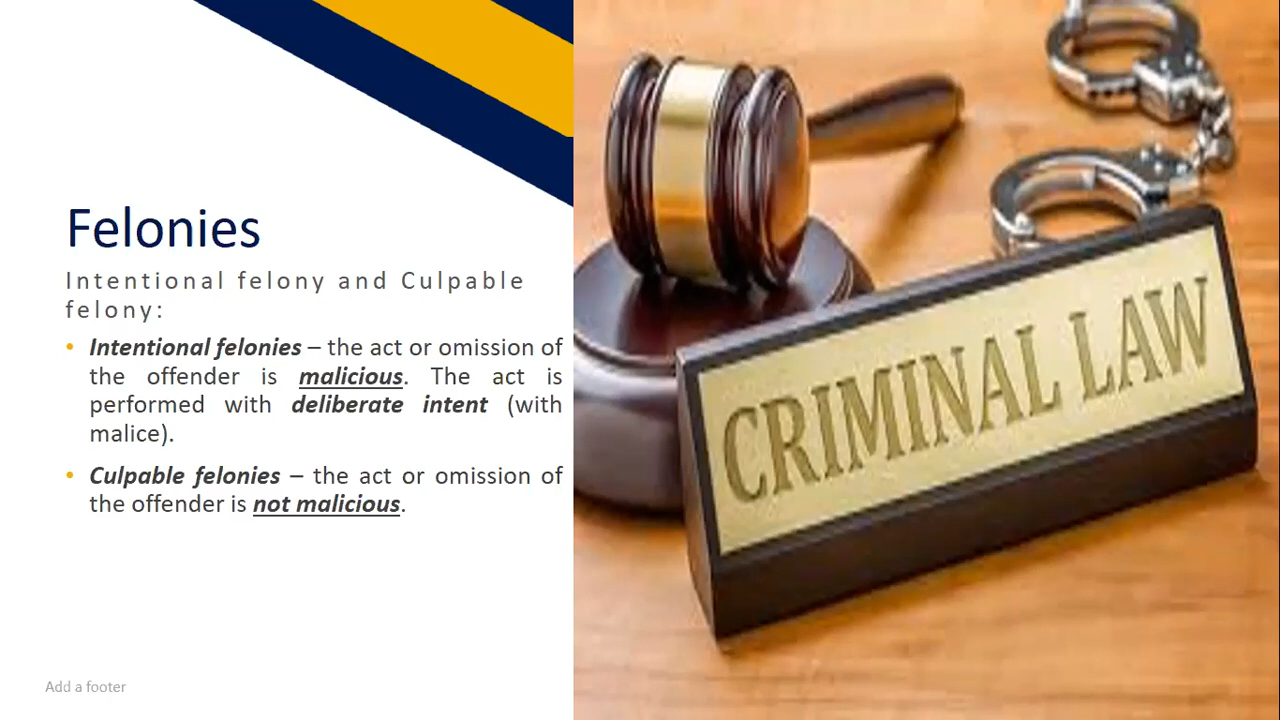 Felonies
Intentional felony and Culpable
felony:
• Intentional felonies – the act or omission of
the offender is malicious. The act is
performed with deliberate intent (with
malice).
• Culpable felonies – the act or omission of
the offender is not malicious.
Add a footer
CRIMINAL LAW